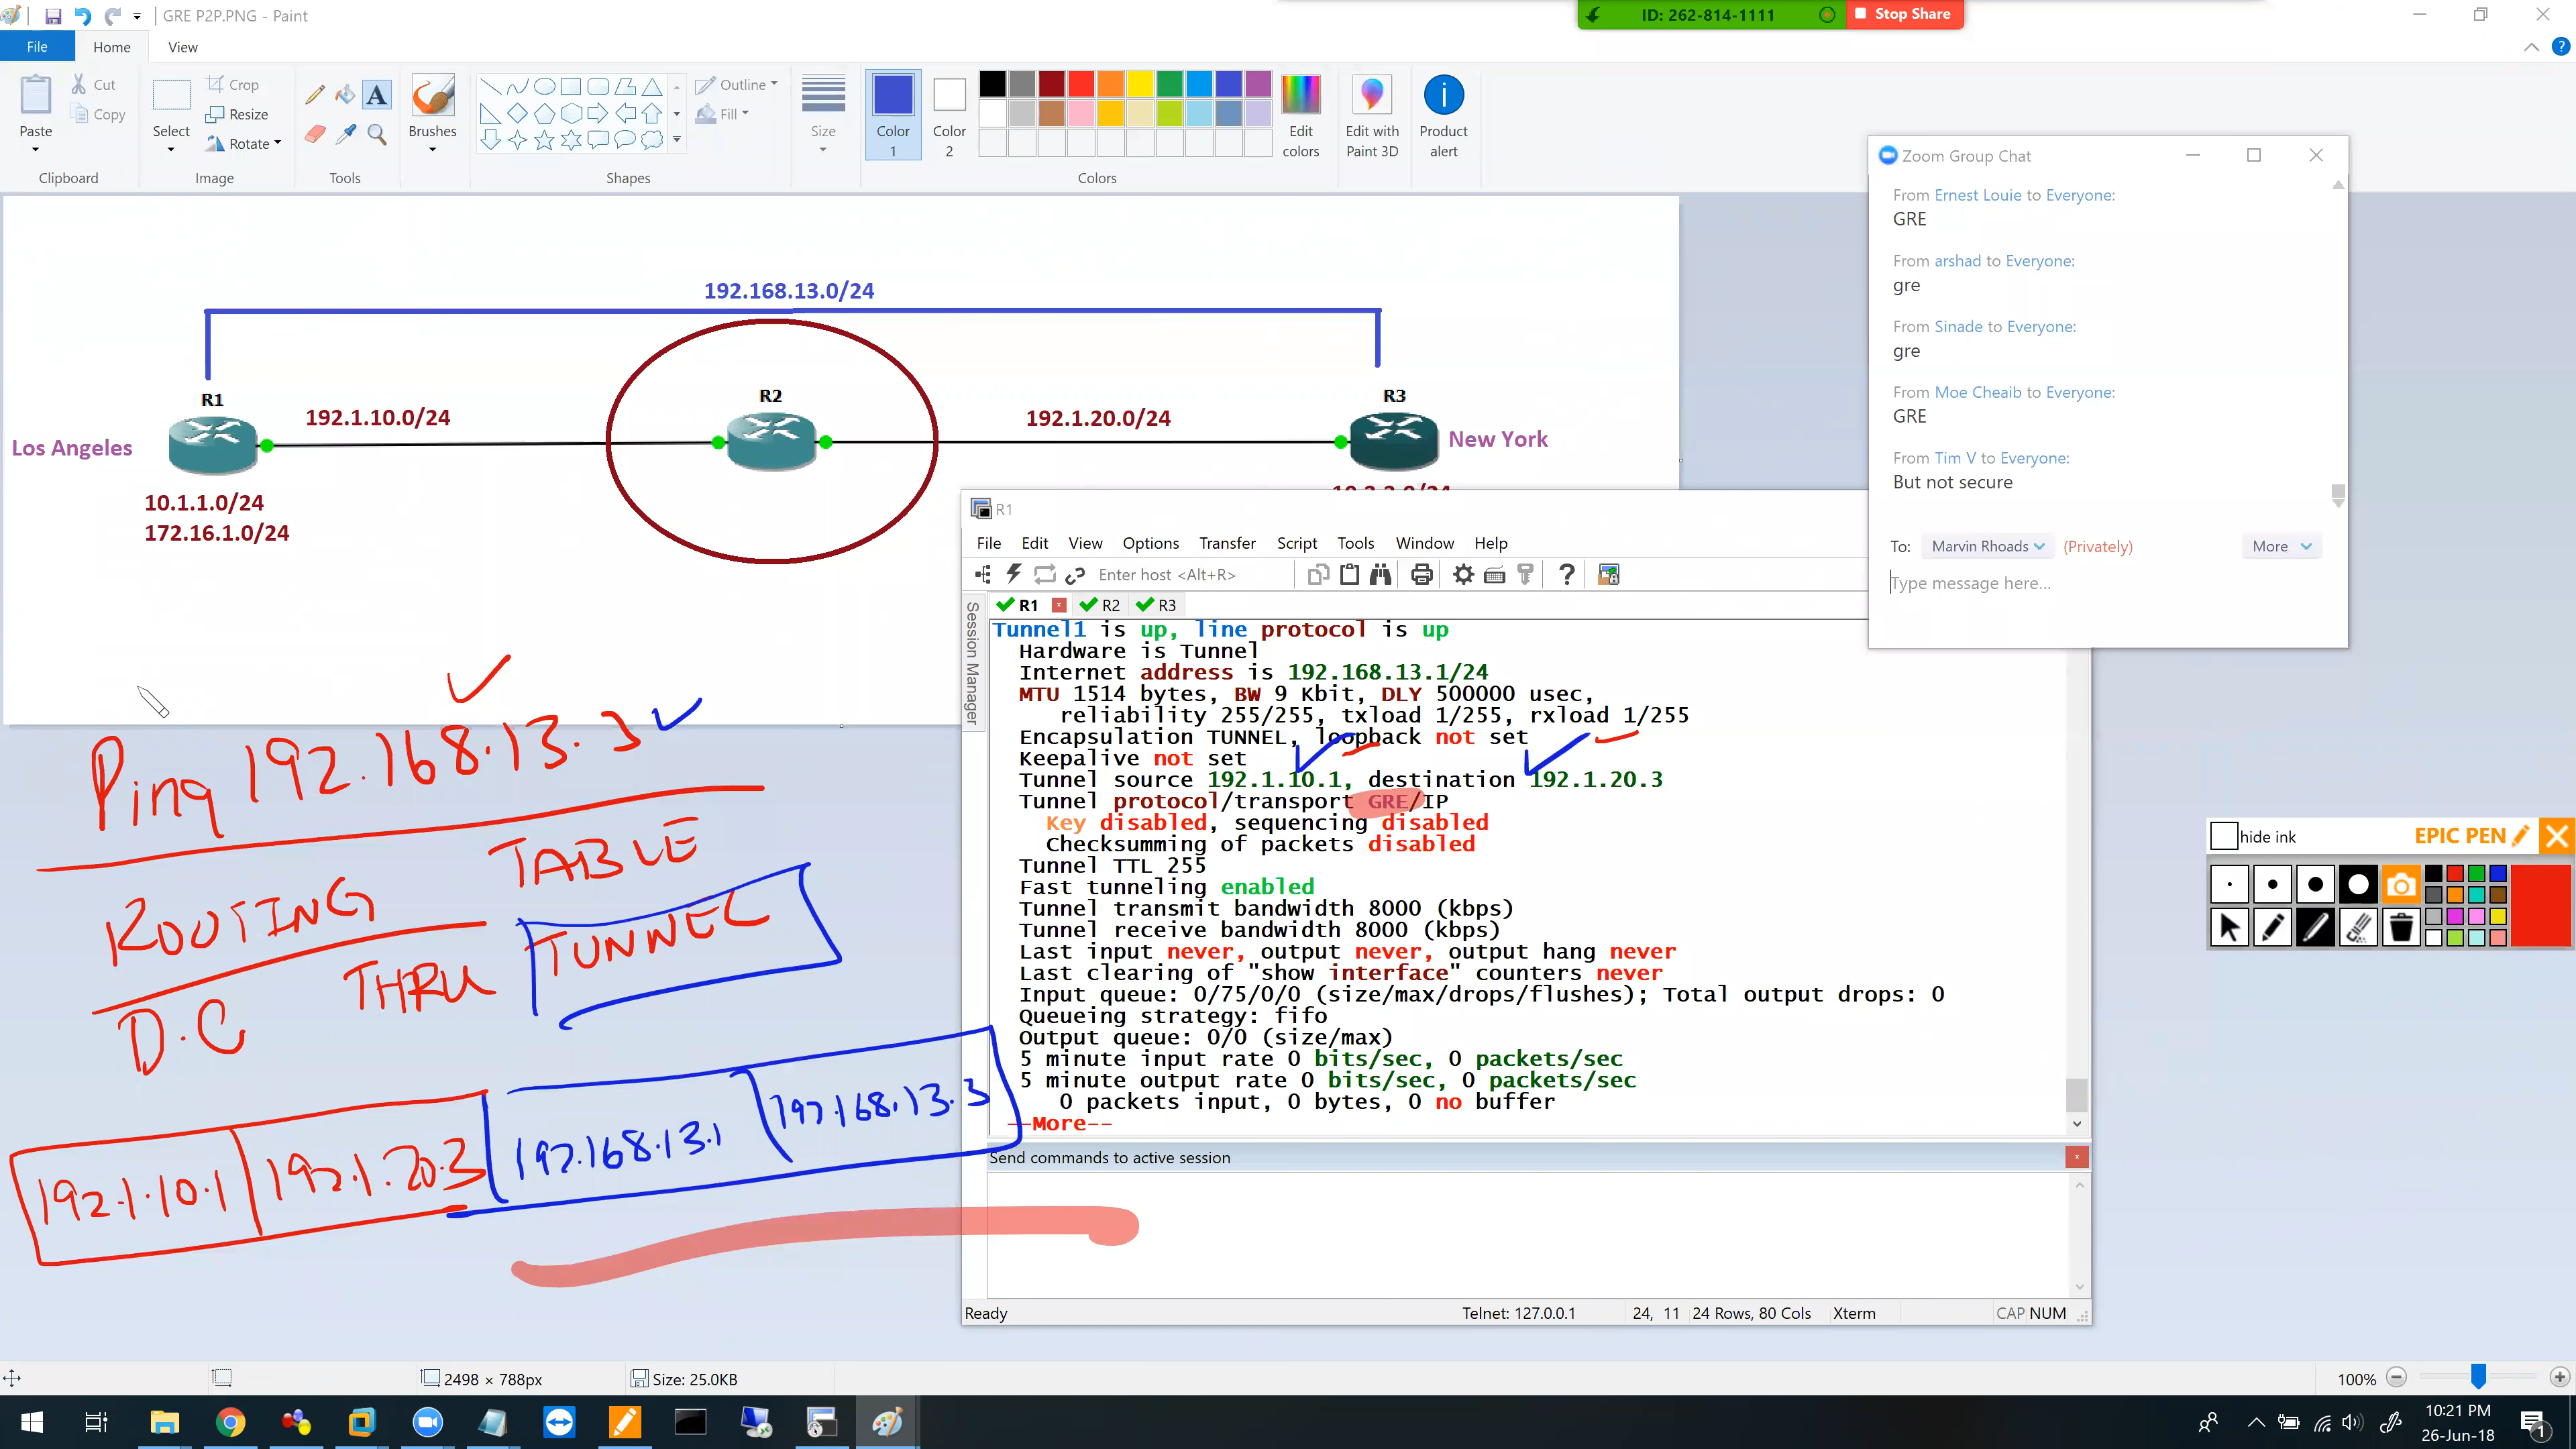 GRE P2P.PNG - Paint
ID: 262-814-1111
Stop Share
File
Home
View
Paste
Cut
Copy
Clipboard
Select
Crop
Resize
Rotate
Image
Tools
Brushes
Shapes
Outline
Fill
Size
Color 1
Color 2
Colors
Edit colors
Edit with Paint 3D
Product alert
192.168.13.0/24
R1
R2
R3
192.1.10.0/24
192.1.20.0/24
Los Angeles
New York
10.1.1.0/24
172.16.1.0/24
Zoom Group Chat
From Ernest Louie to Everyone:
GRE
From arshad to Everyone:
gre
From Sinade to Everyone:
gre
From Moe Cheaib to Everyone:
GRE
From Tim V to Everyone:
But not secure
To: Marvin Rhoads (Privately)
More
Type message here...
R1
File Edit View Options Transfer Script Tools Window Help
Enter host <Alt+R>
Session Manager
R1 R2 R3
Tunnel1 is up, line protocol is up
Hardware is Tunnel
Internet address is 192.168.13.1/24
MTU 1514 bytes, BW 9 Kbit, DLY 500000 usec,
reliability 255/255, txload 1/255, rxload 1/255
Encapsulation TUNNEL, loopback not set
Keepalive not set
Tunnel source 192.1.10.1, destination 192.1.20.3
Tunnel protocol/transport GRE/IP
Key disabled, sequencing disabled
Checksumming of packets disabled
Tunnel TTL 255
Fast tunneling enabled
Tunnel transmit bandwidth 8000 (kbps)
Tunnel receive bandwidth 8000 (kbps)
Last input never, output never, output hang never
Last clearing of "show interface" counters never
Input queue: 0/75/0/0 (size/max/drops/flushes); Total output drops: 0
Queueing strategy: fifo
Output queue: 0/0 (size/max)
5 minute input rate 0 bits/sec, 0 packets/sec
5 minute output rate 0 bits/sec, 0 packets/sec
0 packets input, 0 bytes, 0 no buffer
--More--
Send commands to active session
Ready
Telnet: 127.0.0.1
24, 11
24 Rows, 80 Cols
Xterm
CAP NUM
Ping 192.168.13.3
ROUTING TABLE
D.C THRU TUNNEL
192.1.10.1 192.1.20.3 192.168.13.1 192.168.13.3
hide ink
EPIC PEN
2498 × 788px
Size: 25.0KB
100%
10:21 PM
26-Jun-18
1